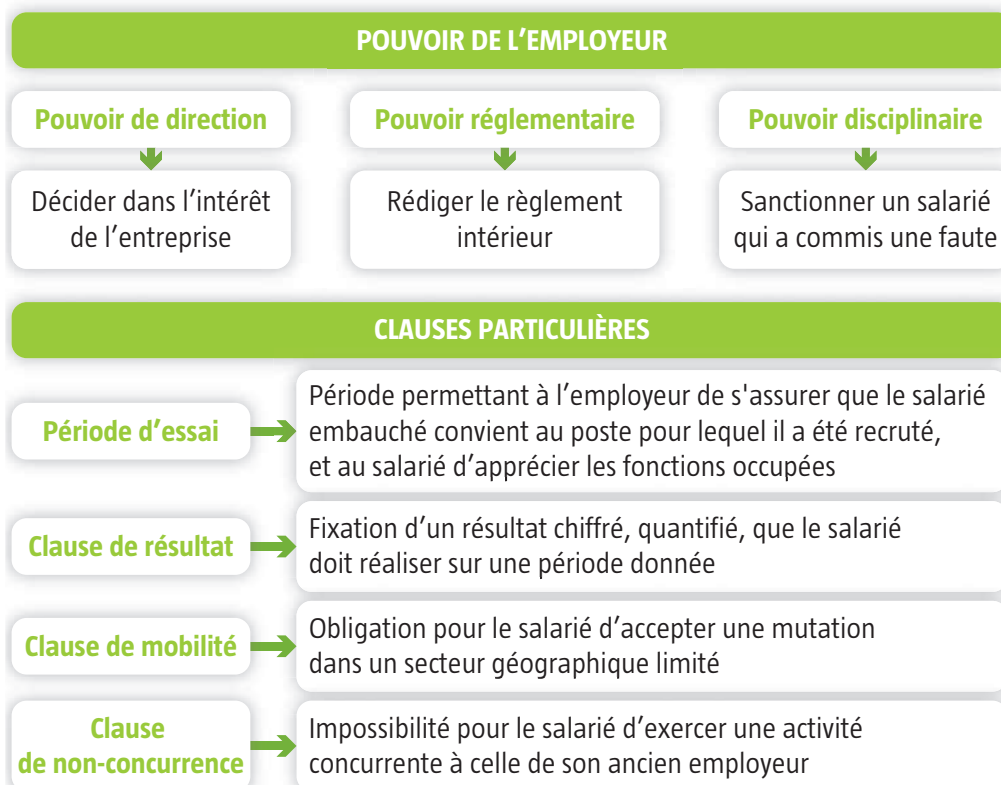 POUVOIR DE L’EMPLOYEUR
Pouvoir de direction
Décider dans l’intérêt
de l’entreprise
Pouvoir réglementaire
Rédiger le règlement
intérieur
Pouvoir disciplinaire
Sanctionner un salarié
qui a commis une faute
CLAUSES PARTICULIÈRES
Période d’essai
Période permettant à l’employeur de s'assurer que le salarié
embauché convient au poste pour lequel il a été recruté,
et au salarié d’apprécier les fonctions occupées
Clause de résultat
Fixation d’un résultat chiffré, quantifié, que le salarié
doit réaliser sur une période donnée
Clause de mobilité
Obligation pour le salarié d’accepter une mutation
dans un secteur géographique limité
Clause
de non-concurrence
Impossibilité pour le salarié d’exercer une activité
concurrente à celle de son ancien employeur